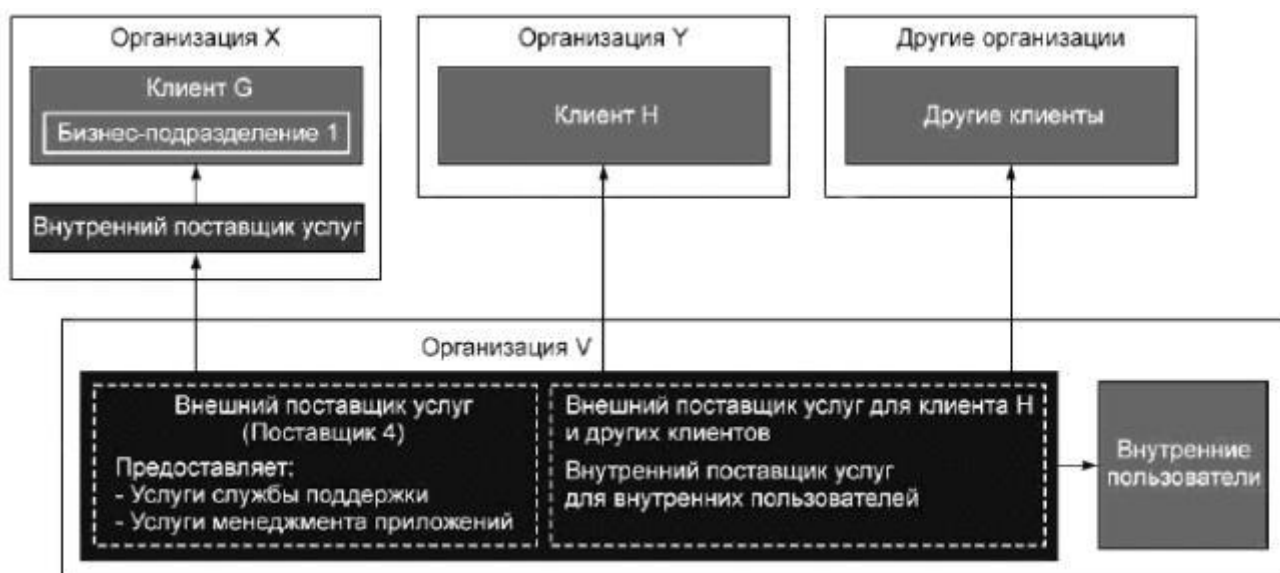 Организация X
Клиент G
Бизнес-подразделение 1
Внутренний поставщик услуг
Организация Y
Клиент H
Другие организации
Другие клиенты
Организация V
Внешний поставщик услуг
(Поставщик 4)
Предоставляет:
- Услуги службы поддержки
- Услуги менеджмента приложений
Внешний поставщик услуг для клиента H
и других клиентов
Внутренний поставщик услуг
для внутренних пользователей
Внутренние
пользователи